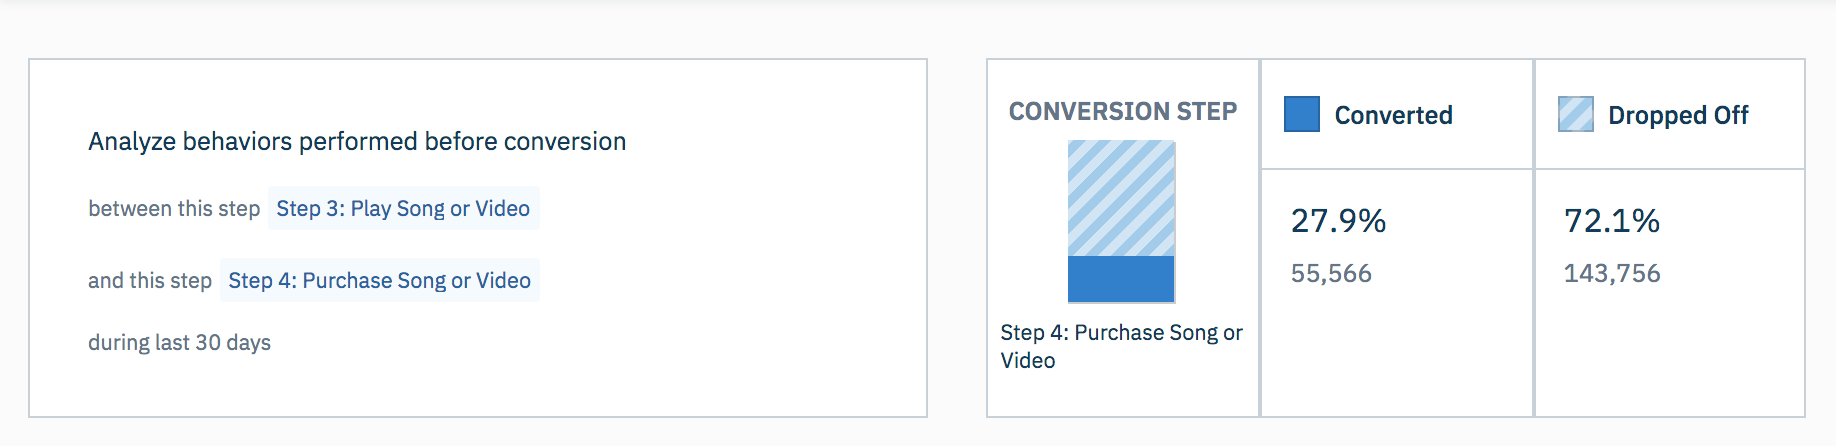 Analyze behaviors performed before conversion
between this step Step 3: Play Song or Video
and this step Step 4: Purchase Song or Video
during last 30 days
CONVERSION STEP
Step 4: Purchase Song or
Video
Converted
27.9%
55,566
Dropped Off
72.1%
143,756